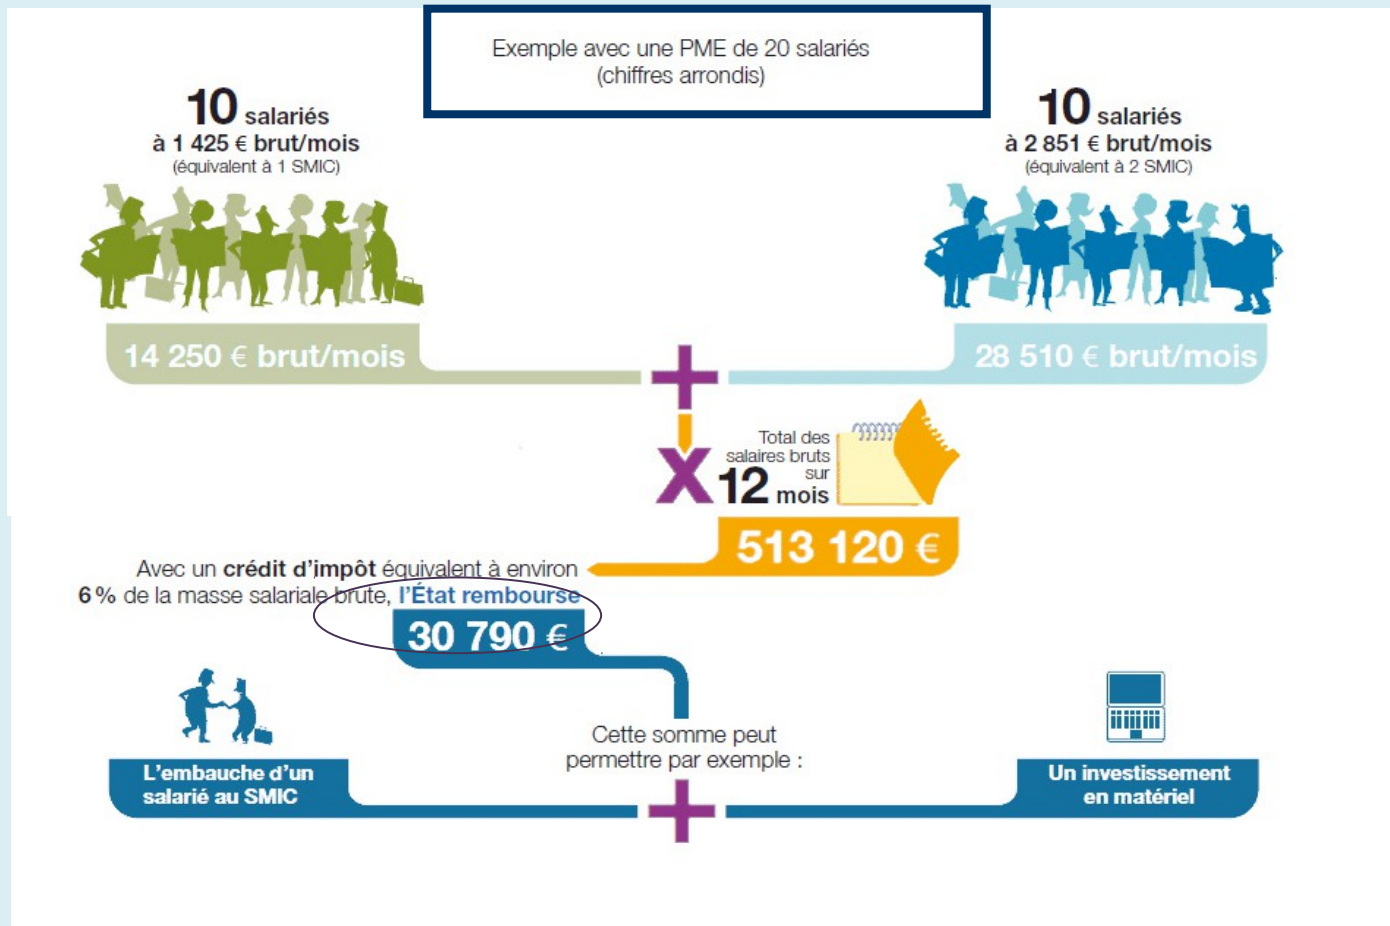 Exemple avec une PME de 20 salariés
(chiffres arrondis)
10 salariés
à 1 425 € brut/mois
(équivalent à 1 SMIC)
10 salariés
à 2 851 € brut/mois
(équivalent à 2 SMIC)
14 250 € brut/mois
28 510 € brut/mois
Total des
salaires bruts
sur
12 mois
513 120 €
Avec un crédit d'impôt équivalent à environ
6 % de la masse salariale brute, l'État rembourse
30 790 €
Cette somme peut
permettre par exemple :
L'embauche d'un
salarié au SMIC
Un investissement
en matériel